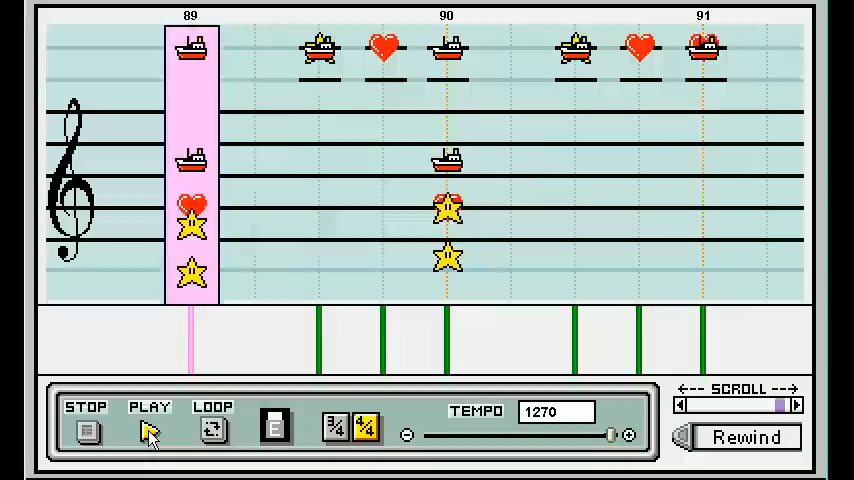 89 90 91
← SCROLL →
STOP PLAY LOOP
E
3/4 4/4
TEMPO 1270
Rewind